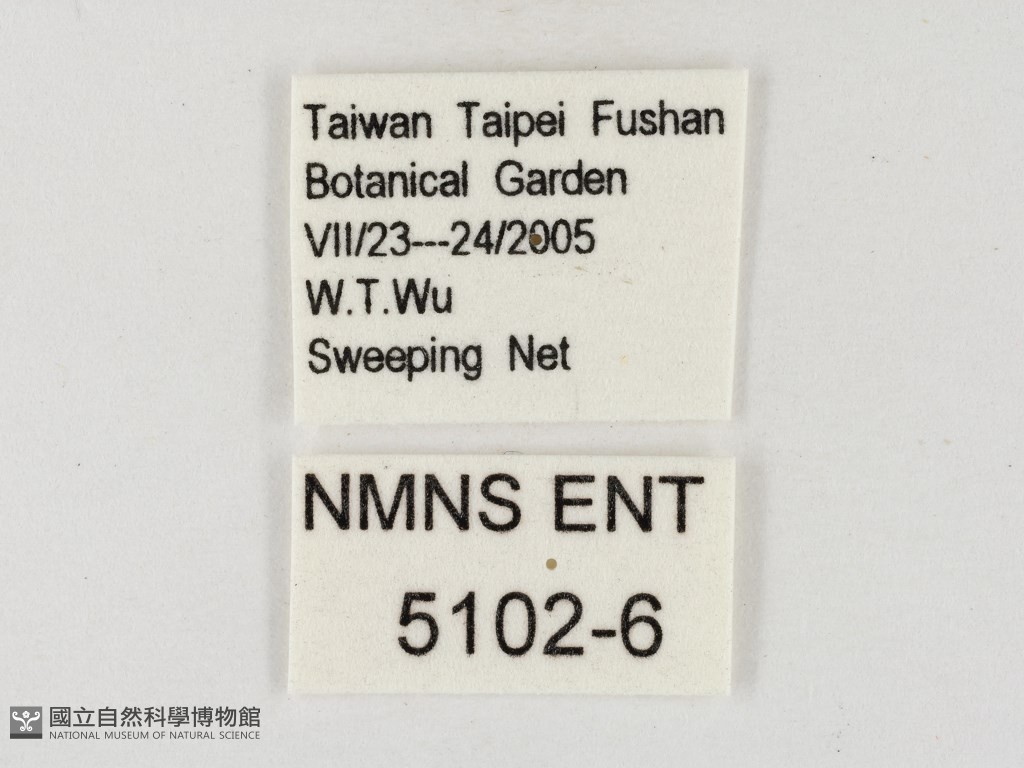 Taiwan Taipei Fushan
Botanical Garden
VII/23---24/2005
W.T.Wu
Sweeping Net
NMNS ENT
5102-6
國立自然科學博物館
NATIONAL MUSEUM OF NATURAL SCIENCE